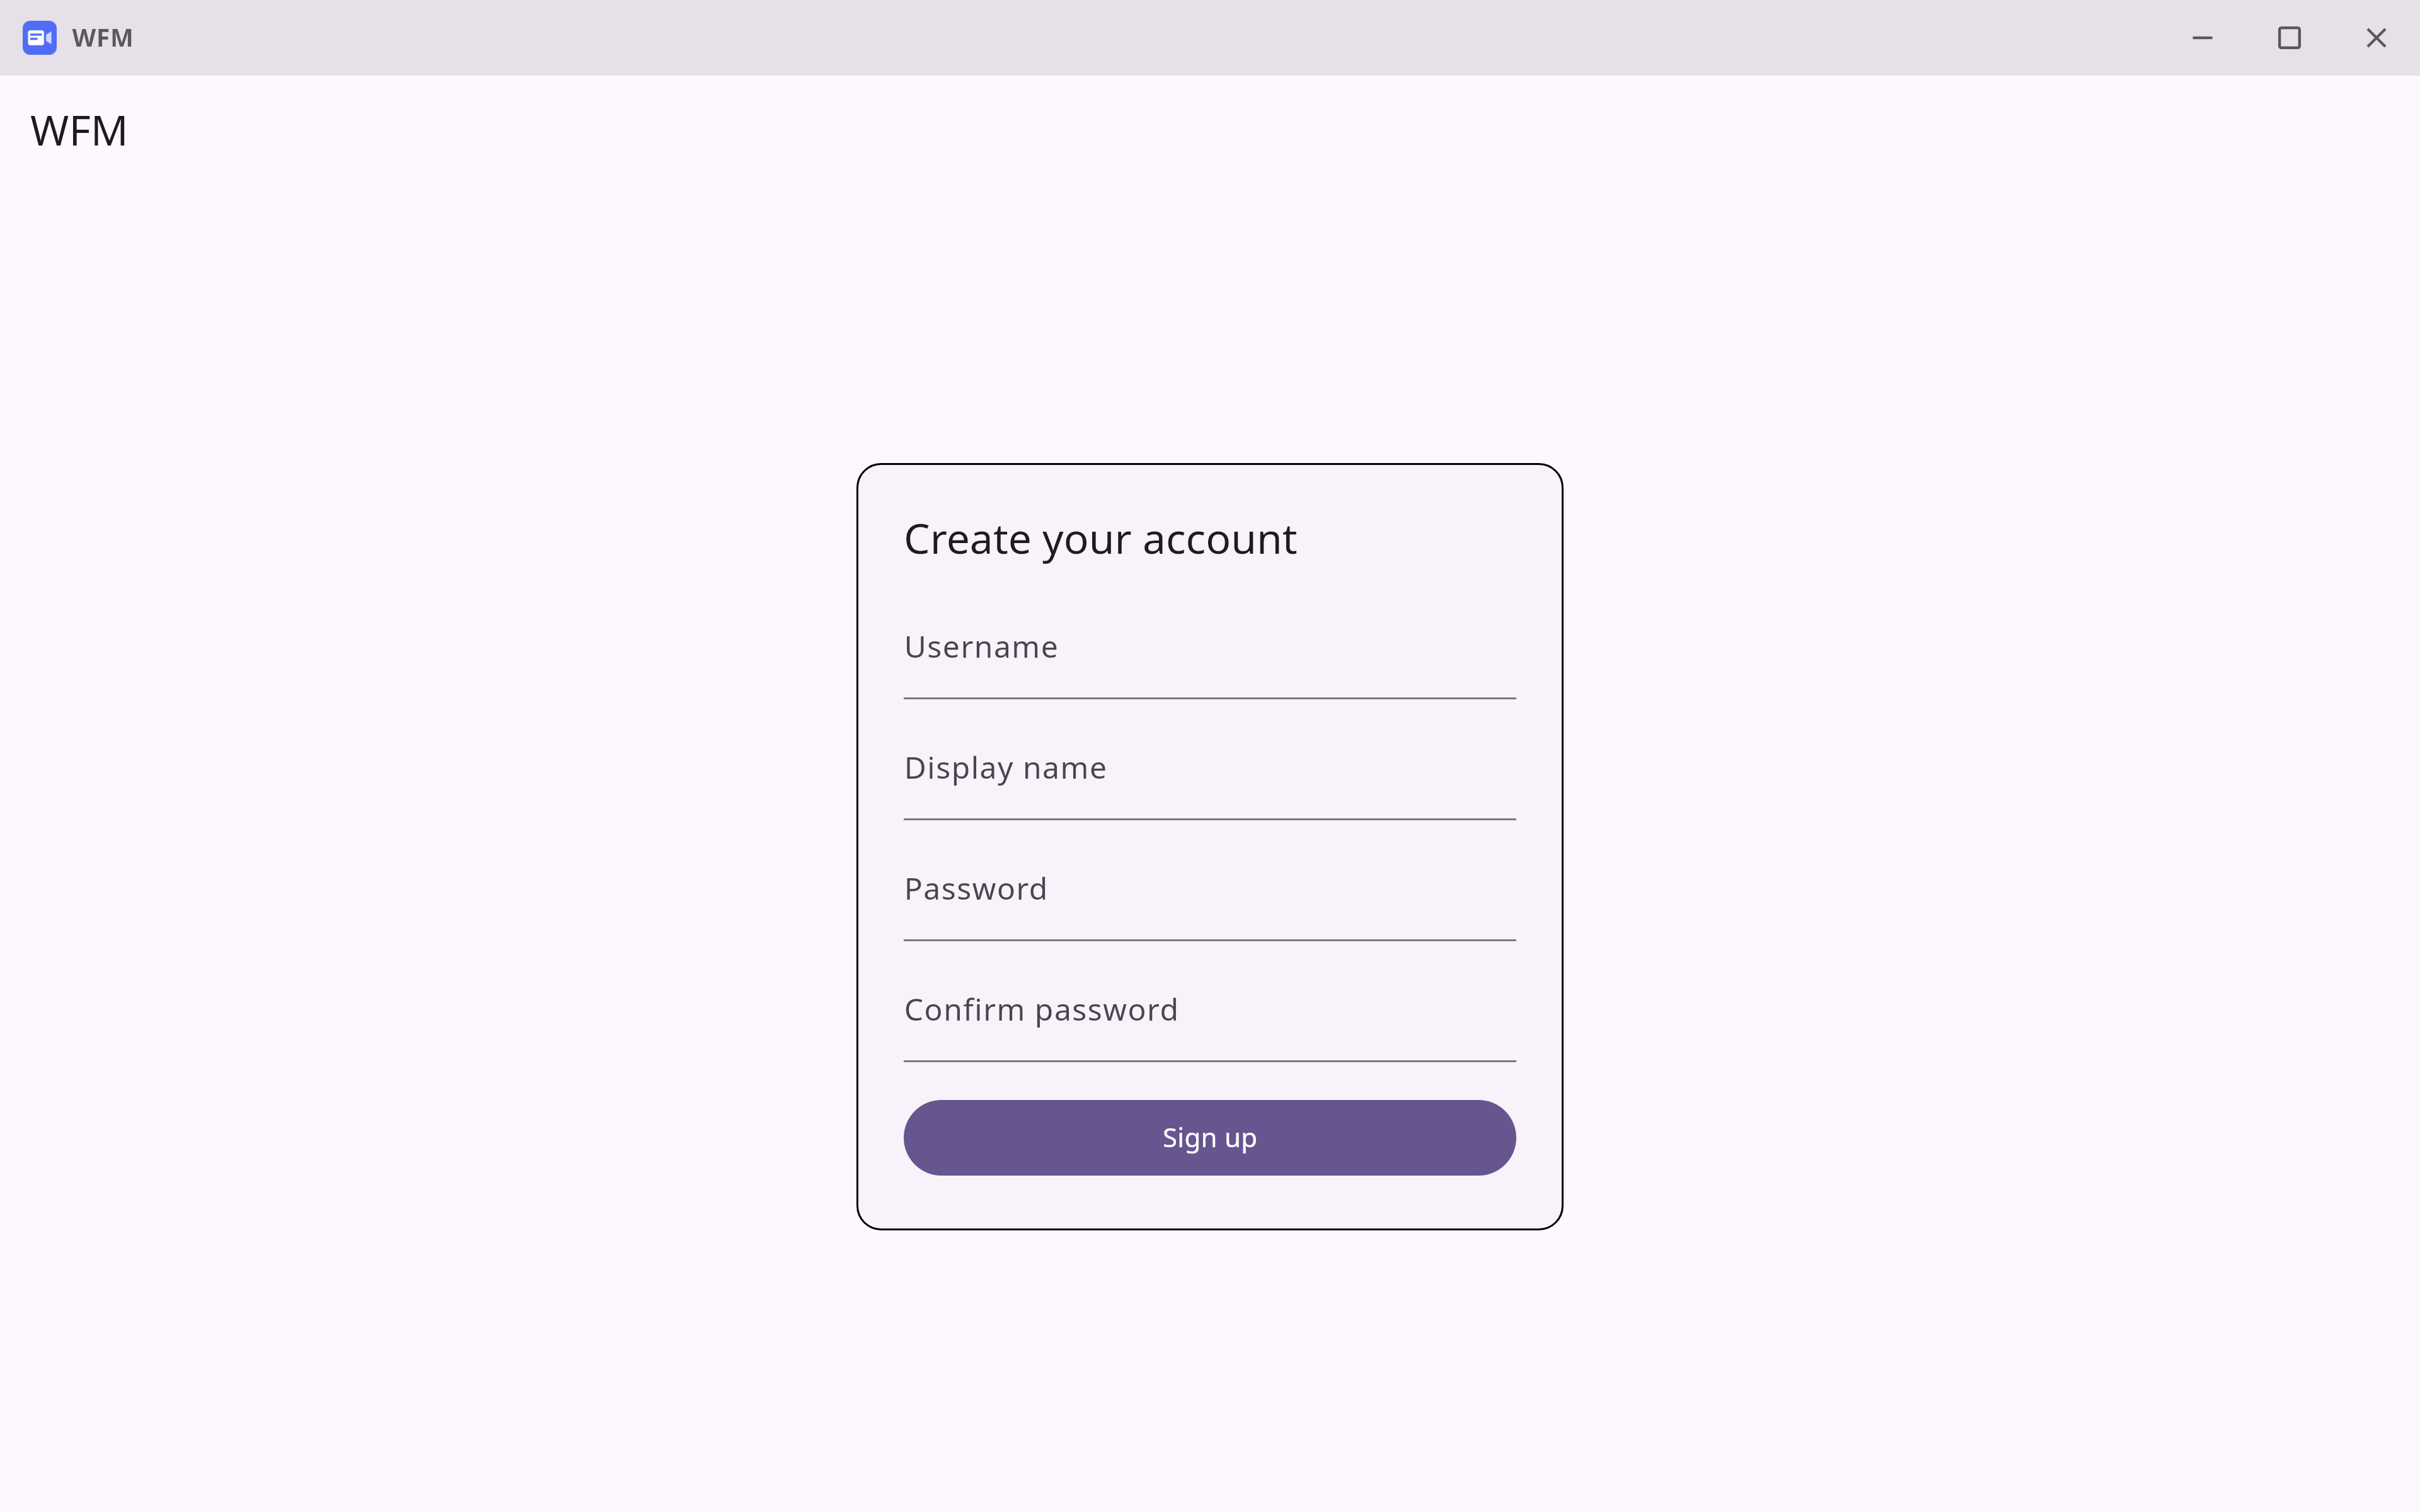 WFM
WFM
Create your account
Username
Display name
Password
Confirm password
Sign up